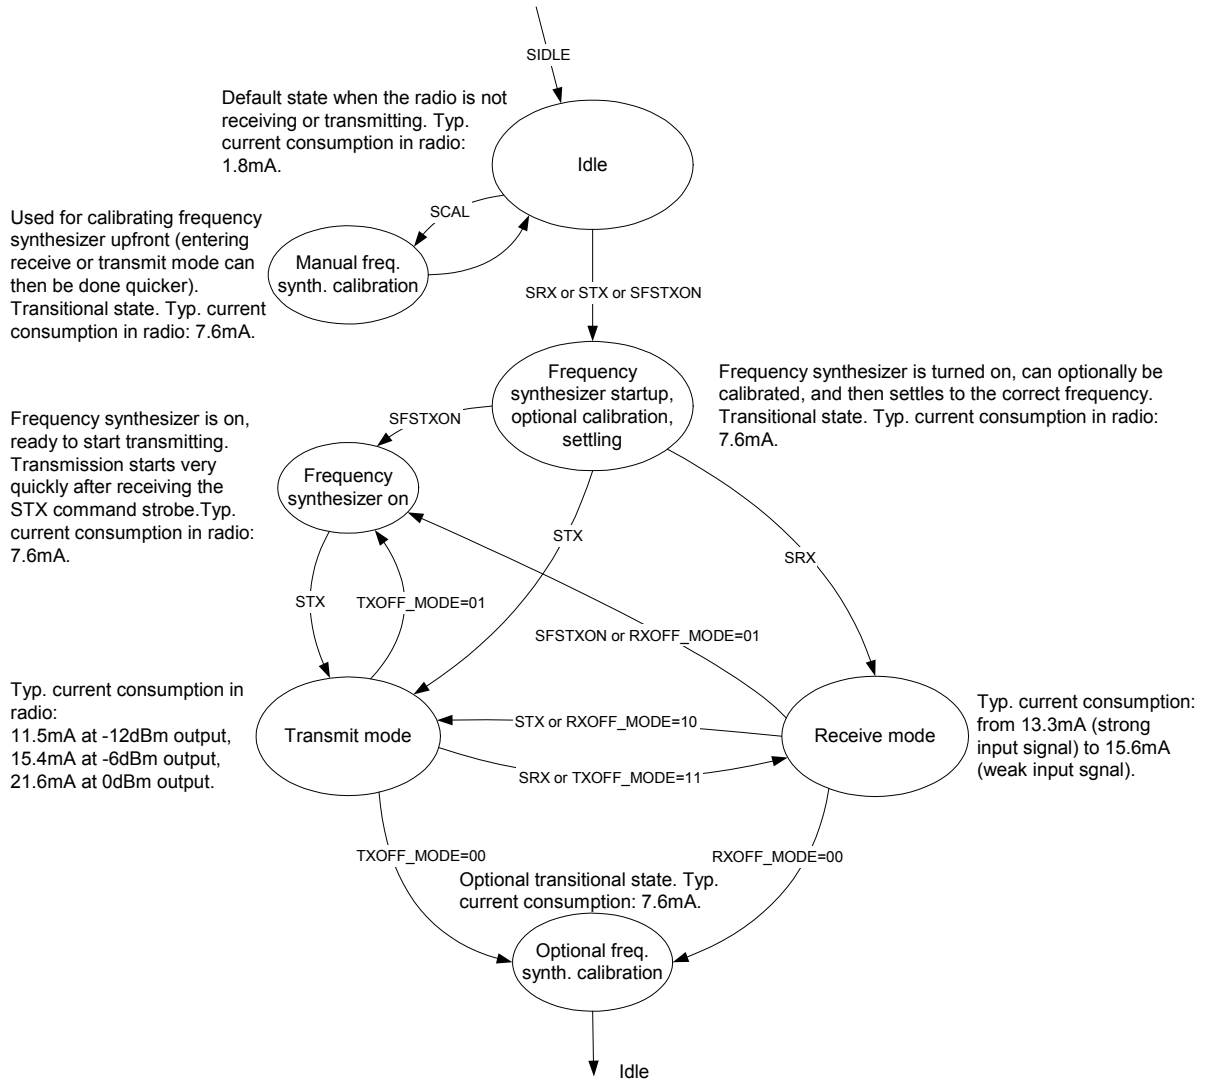 SIDLE
Default state when the radio is not
receiving or transmitting. Typ.
current consumption in radio:
1.8mA.
Idle
SCAL
Used for calibrating frequency
synthesizer upfront (entering
receive or transmit mode can
then be done quicker).
Transitional state. Typ. current
consumption in radio: 7.6mA.
Manual freq.
synth. calibration
SRX or STX or SFSTXON
Frequency
synthesizer startup,
optional calibration,
settling
Frequency synthesizer is turned on, can optionally be
calibrated, and then settles to the correct frequency.
Transitional state. Typ. current consumption in radio:
7.6mA.
Frequency synthesizer is on,
ready to start transmitting.
Transmission starts very
quickly after receiving the
STX command strobe.Typ.
current consumption in radio:
7.6mA.
SFSTXON
Frequency
synthesizer on
STX
SRX
STX
TXOFF_MODE=01
SFSTXON or RXOFF_MODE=01
Typ. current consumption in
radio:
11.5mA at -12dBm output,
15.4mA at -6dBm output,
21.6mA at 0dBm output.
Transmit mode
STX or RXOFF_MODE=10
SRX or TXOFF_MODE=11
Receive mode
Typ. current consumption:
from 13.3mA (strong
input signal) to 15.6mA
(weak input sgnal).
TXOFF_MODE=00
RXOFF_MODE=00
Optional transitional state. Typ.
current consumption: 7.6mA.
Optional freq.
synth. calibration
Idle